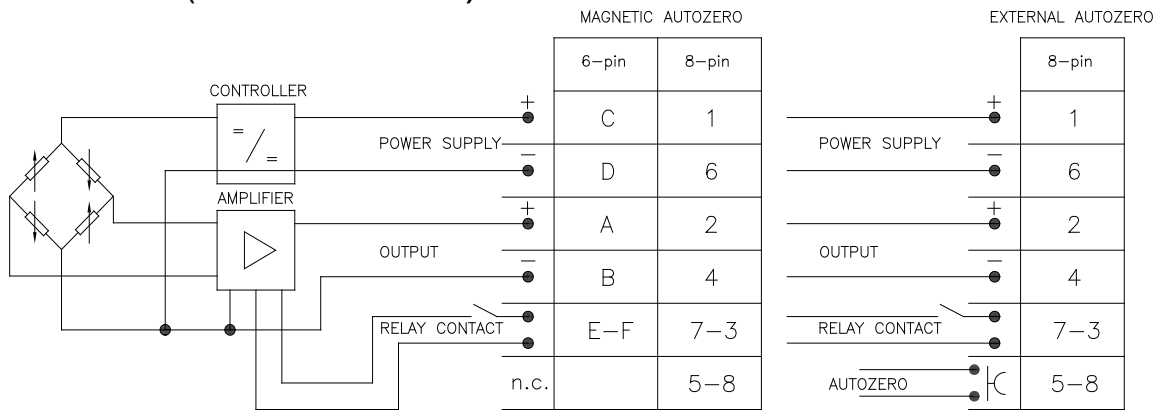 MAGNETIC AUTOZERO EXTERNAL AUTOZERO
6-pin 8-pin 8-pin
CONTROLLER
= / =
+ C 1 + 1
POWER SUPPLY POWER SUPPLY
− D 6 − 6
AMPLIFIER
+ A 2 + 2
OUTPUT OUTPUT
− B 4 − 4
RELAY CONTACT E-F 7-3 RELAY CONTACT 7-3
n.c. 5-8 AUTOZERO 5-8